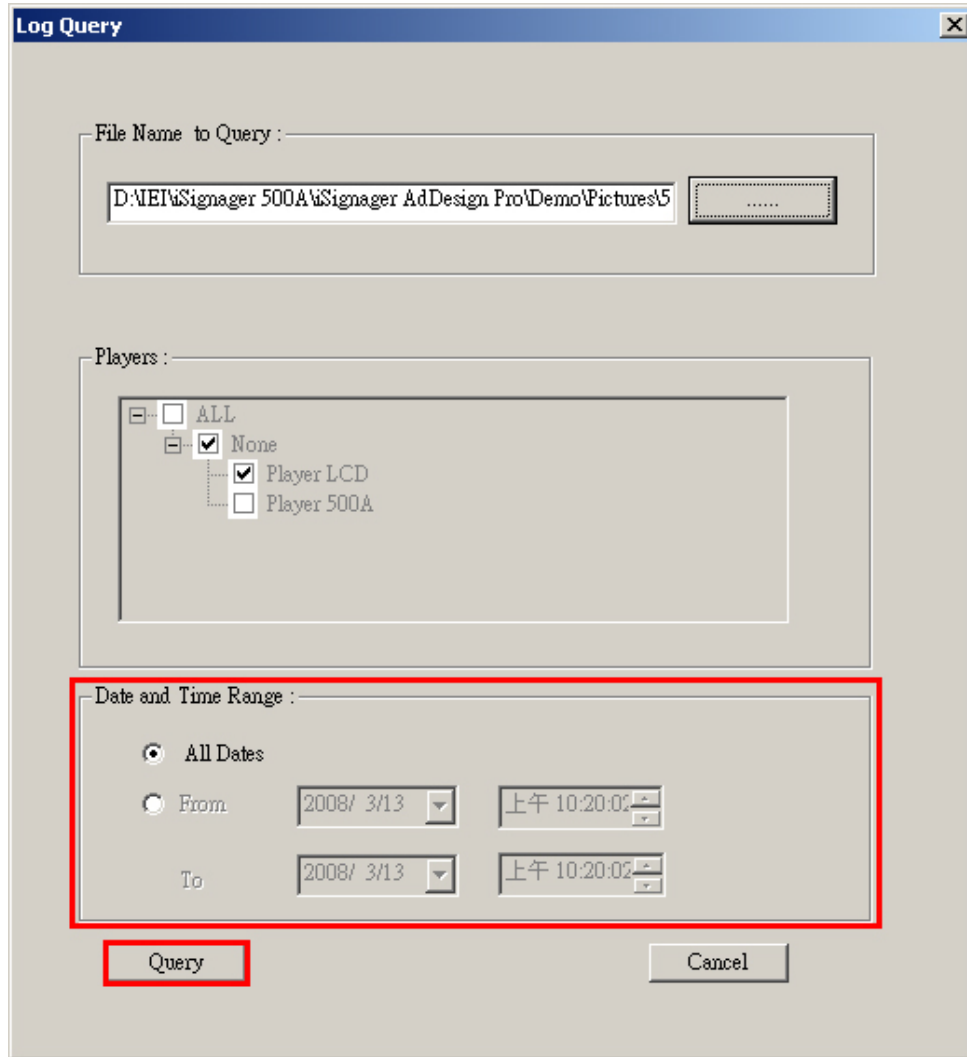 Log Query
File Name to Query :
D:\IEI\iSignager 500A\iSignager AdDesign Pro\Demo\Pictures\5
......
Players :
ALL
None
Player LCD
Player 500A
Date and Time Range :
All Dates
From 2008/ 3/13 上午 10:20:02
To 2008/ 3/13 上午 10:20:02
Query Cancel